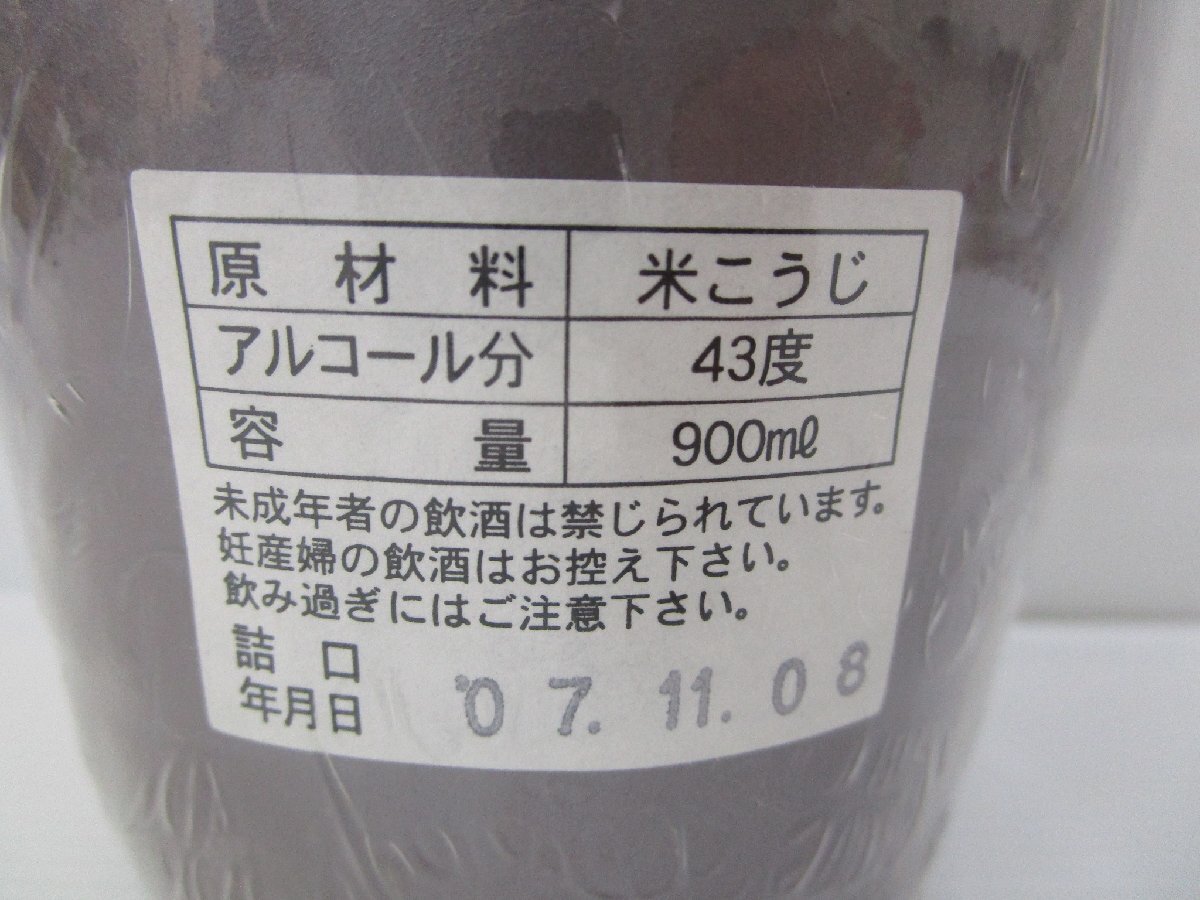 原材料 米こうじ
アルコール分 43度
容量 900ml
未成年者の飲酒は禁じられています。
妊産婦の飲酒はお控え下さい。
飲み過ぎにはご注意下さい。
詰口
年月日 '07.11.08